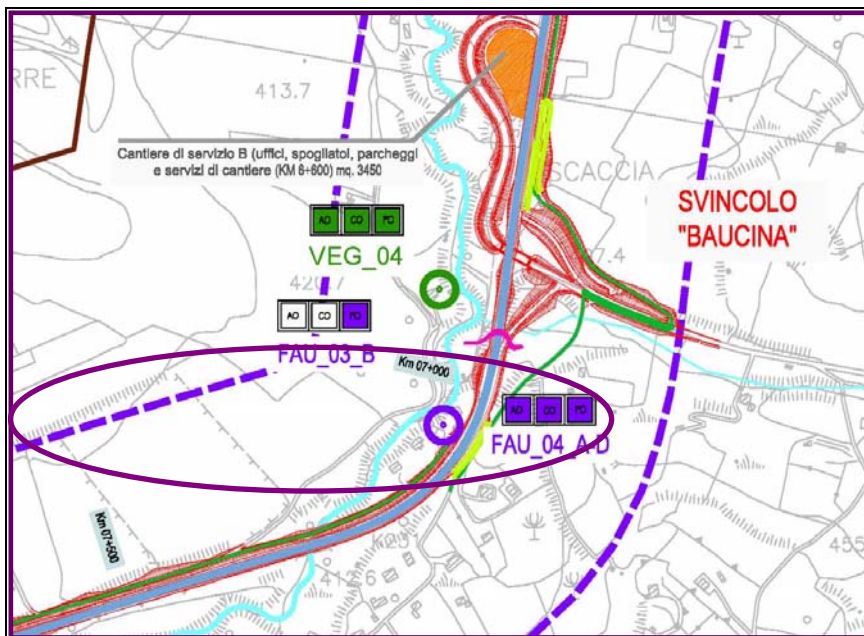 RRE
413.7
Cantiere di servizio B (uffici, spogliatoi, parcheggi
e servizi di cantiere (KM 6+600) mq. 3450
SCACCIA
SVINCOLO
"BAUCINA"
AO CO PO
VEG_04
7.4
AO CO PO
FAU_03_B
Km 07+000
AO CO PO
FAU_04_A-D
Km 07+500
455